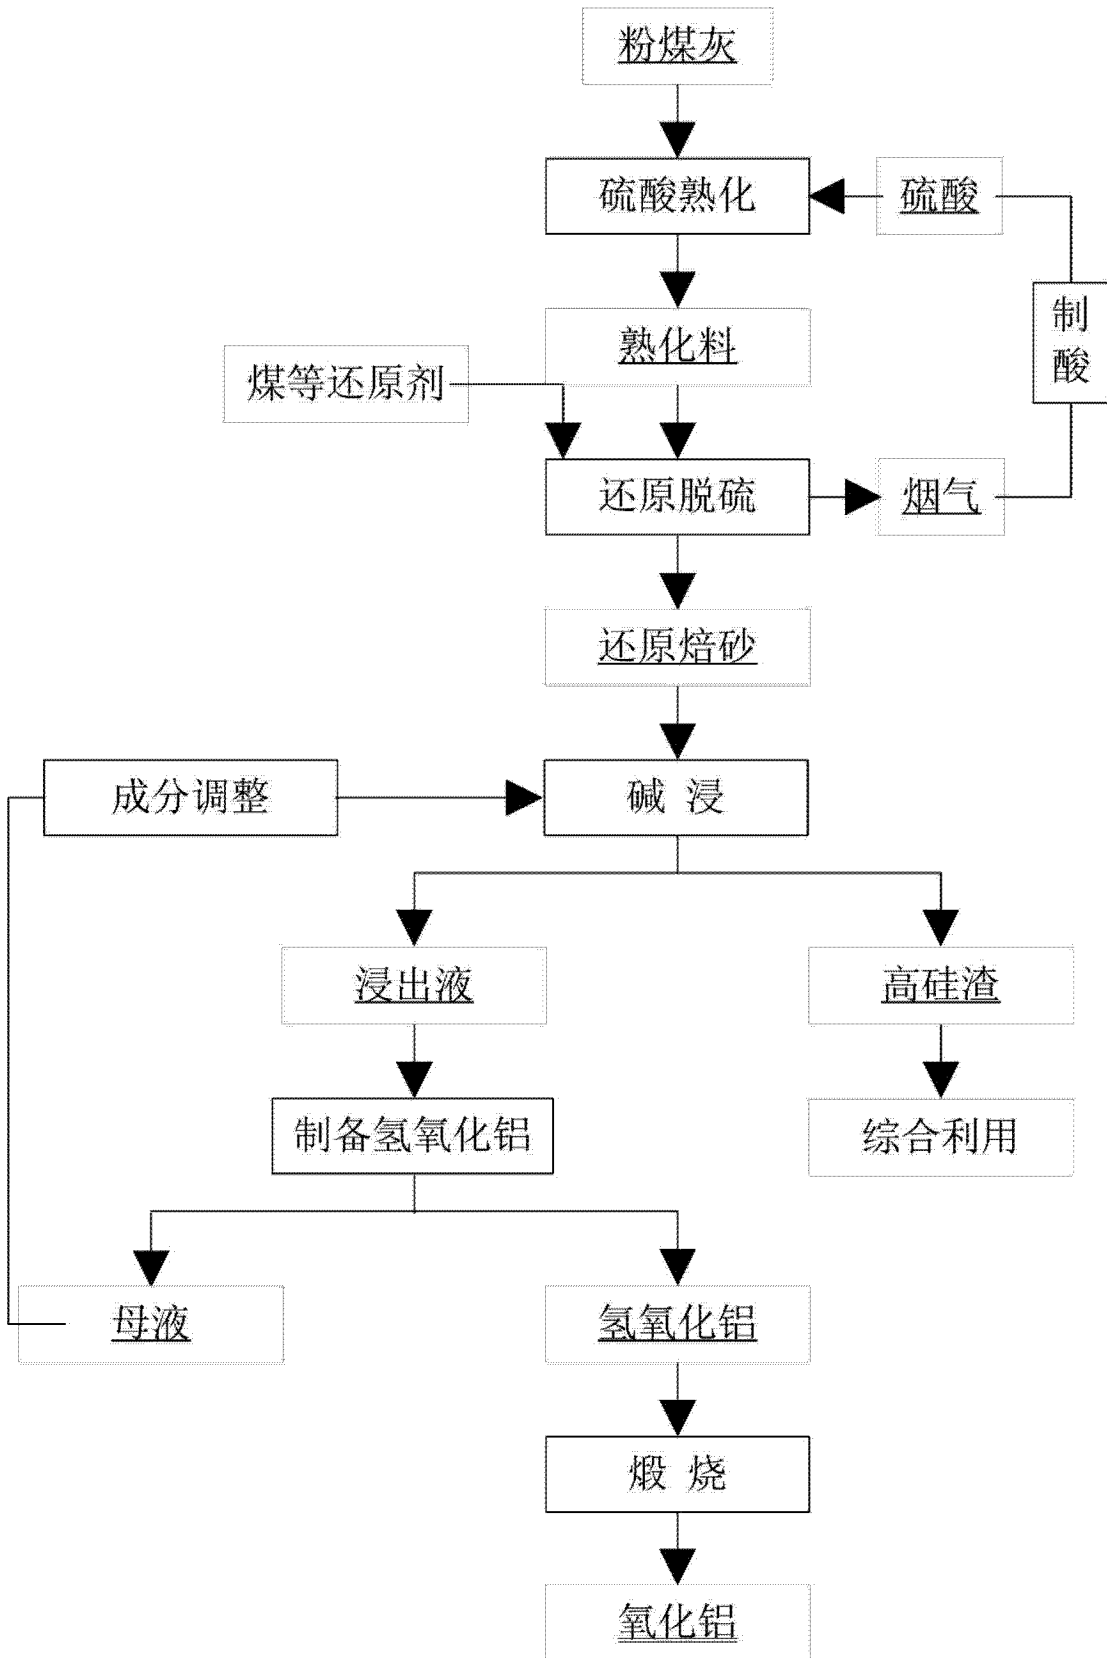 粉煤灰
硫酸熟化
硫酸
制
酸
熟化料
煤等还原剂
还原脱硫
烟气
还原焙砂
成分调整
碱 浸
浸出液
高硅渣
制备氢氧化铝
综合利用
母液
氢氧化铝
煅 烧
氧化铝